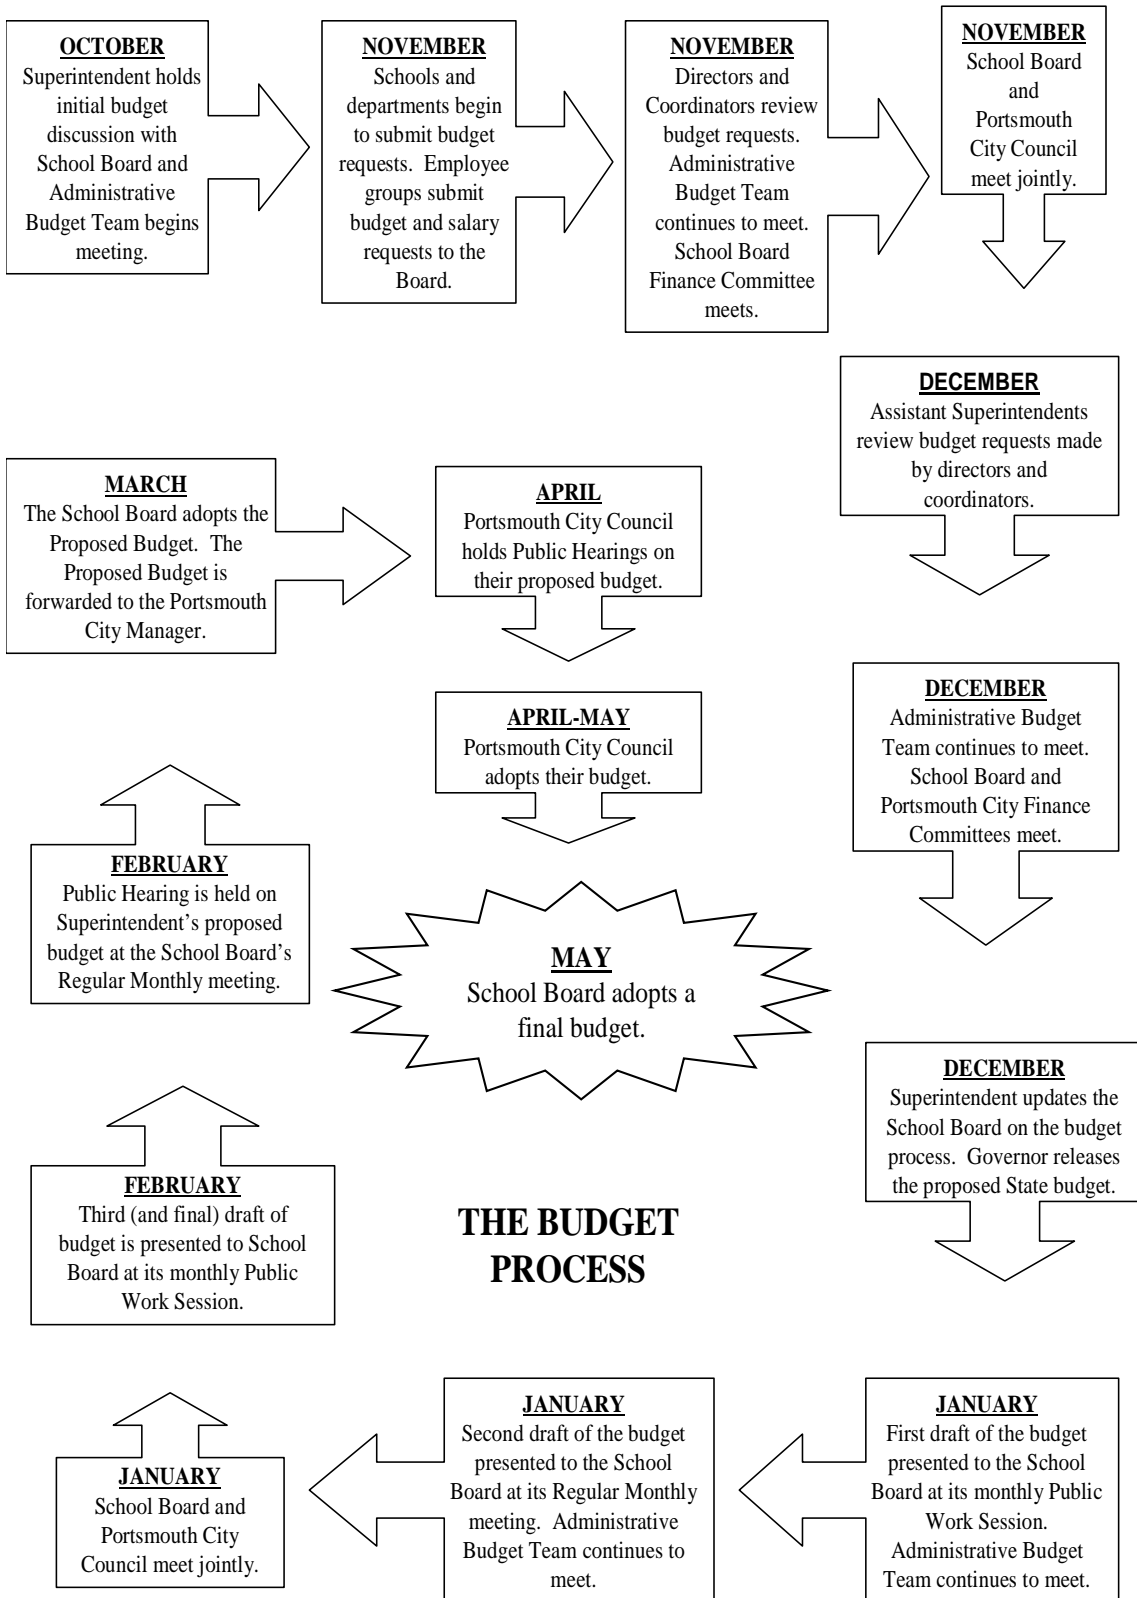 OCTOBER
Superintendent holds
initial budget
discussion with
School Board and
Administrative
Budget Team begins
meeting.
NOVEMBER
Schools and
departments begin
to submit budget
requests. Employee
groups submit
budget and salary
requests to the
Board.
NOVEMBER
Directors and
Coordinators review
budget requests.
Administrative
Budget Team
continues to meet.
School Board
Finance Committee
meets.
NOVEMBER
School Board
and
Portsmouth
City Council
meet jointly.
DECEMBER
Assistant Superintendents
review budget requests made
by directors and
coordinators.
DECEMBER
Administrative Budget
Team continues to meet.
School Board and
Portsmouth City Finance
Committees meet.
DECEMBER
Superintendent updates the
School Board on the budget
process. Governor releases
the proposed State budget.
JANUARY
First draft of the budget
presented to the School
Board at its monthly Public
Work Session.
Administrative Budget
Team continues to meet.
JANUARY
Second draft of the budget
presented to the School
Board at its Regular Monthly
meeting. Administrative
Budget Team continues to
meet.
JANUARY
School Board and
Portsmouth City
Council meet jointly.
FEBRUARY
Third (and final) draft of
budget is presented to School
Board at its monthly Public
Work Session.
FEBRUARY
Public Hearing is held on
Superintendent's proposed
budget at the School Board's
Regular Monthly meeting.
MARCH
The School Board adopts the
Proposed Budget. The
Proposed Budget is
forwarded to the Portsmouth
City Manager.
APRIL
Portsmouth City Council
holds Public Hearings on
their proposed budget.
APRIL-MAY
Portsmouth City Council
adopts their budget.
MAY
School Board adopts a
final budget.
THE BUDGET
PROCESS